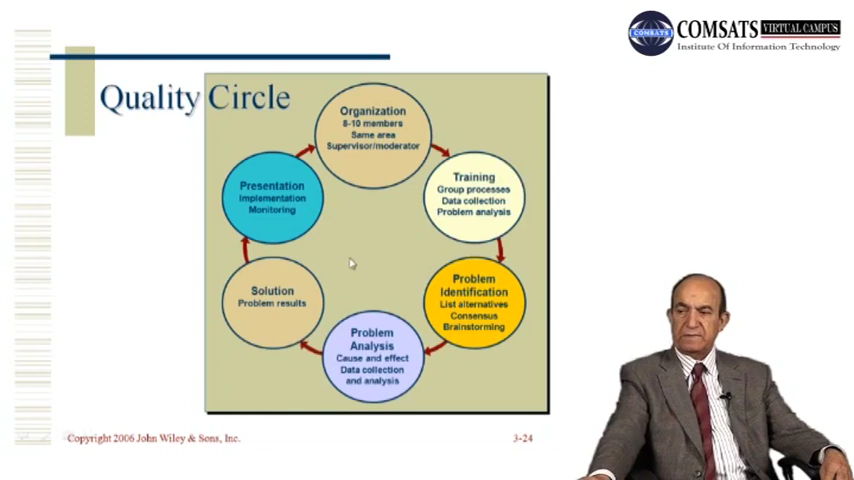 COMSATS VIRTUAL CAMPUS
Institute Of Information Technology
COMSATS
Quality Circle
Organization
8-10 members
Same area
Supervisor/moderator
Training
Group processes
Data collection
Problem analysis
Problem
Identification
List alternatives
Consensus
Brainstorming
Problem
Analysis
Cause and effect
Data collection
and analysis
Solution
Problem results
Presentation
Implementation
Monitoring
Copyright 2006 John Wiley & Sons, Inc.
3-24